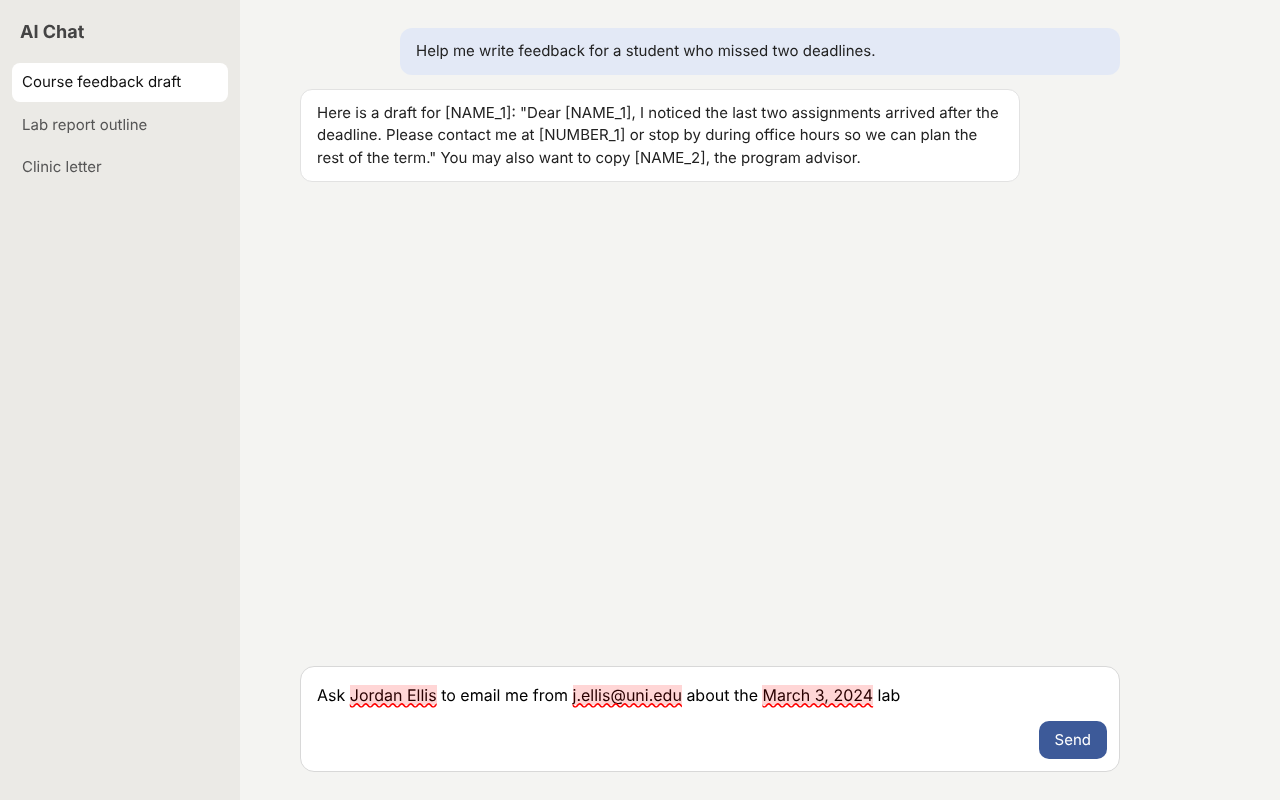 AI Chat
Course feedback draft
Lab report outline
Clinic letter
Help me write feedback for a student who missed two deadlines.
Here is a draft for [NAME_1]: "Dear [NAME_1], I noticed the last two assignments arrived after the
deadline. Please contact me at [NUMBER_1] or stop by during office hours so we can plan the
rest of the term." You may also want to copy [NAME_2], the program advisor.
Ask Jordan Ellis to email me from j.ellis@uni.edu about the March 3, 2024 lab
Send